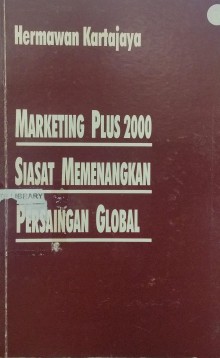 Hermawan Kartajaya
MARKETING PLUS 2000
SIASAT MEMENANGKAN
PERSAINGAN GLOBAL